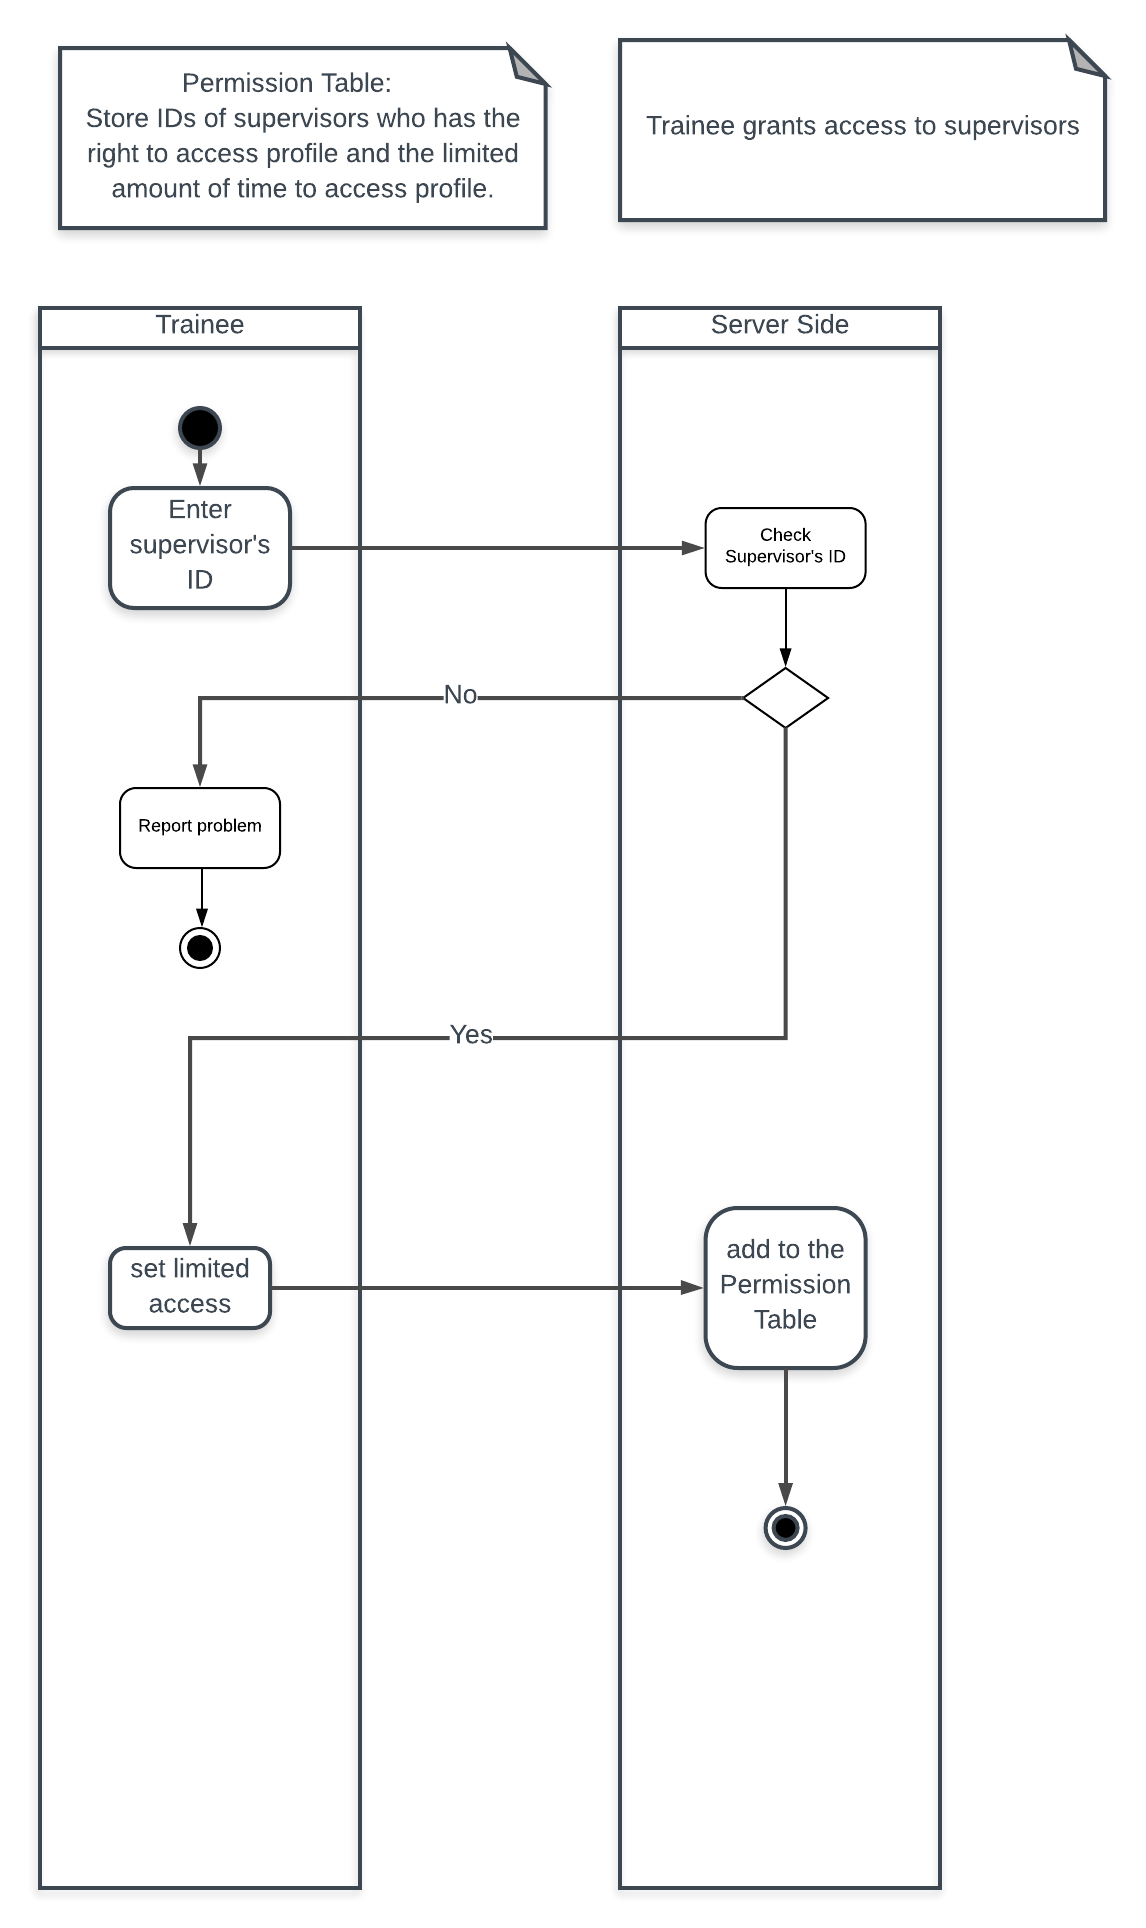 Permission Table:
Store IDs of supervisors who has the
right to access profile and the limited
amount of time to access profile.
Trainee grants access to supervisors
Trainee
Server Side
Enter
supervisor's
ID
Check
Supervisor's ID
No
Report problem
Yes
set limited
access
add to the
Permission
Table